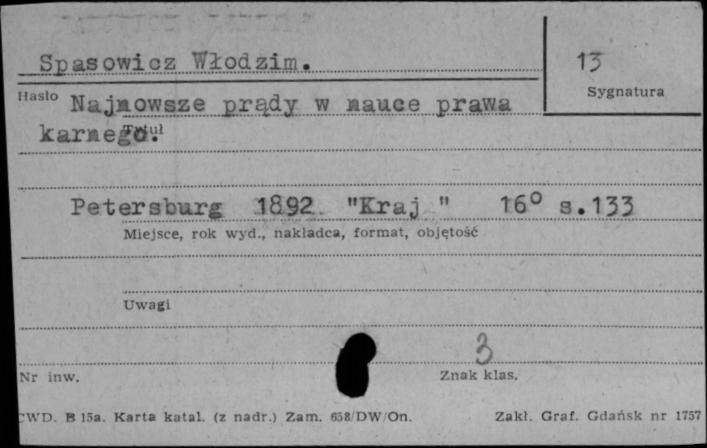 Spasowicz Włodzim.
13
Hasło
Sygnatura
Najnowsze prądy w nauce prawa
karnego.
Tytuł
Petersburg 1892 "Kraj " 16° s.133
Miejsce, rok wyd., nakładca, format, objętość
Uwagi
3
Nr inw.
Znak klas.
CWD. B 15a. Karta katal. (z nadr.) Zam. 658/DW/On.
Zakł. Graf. Gdańsk nr 1757